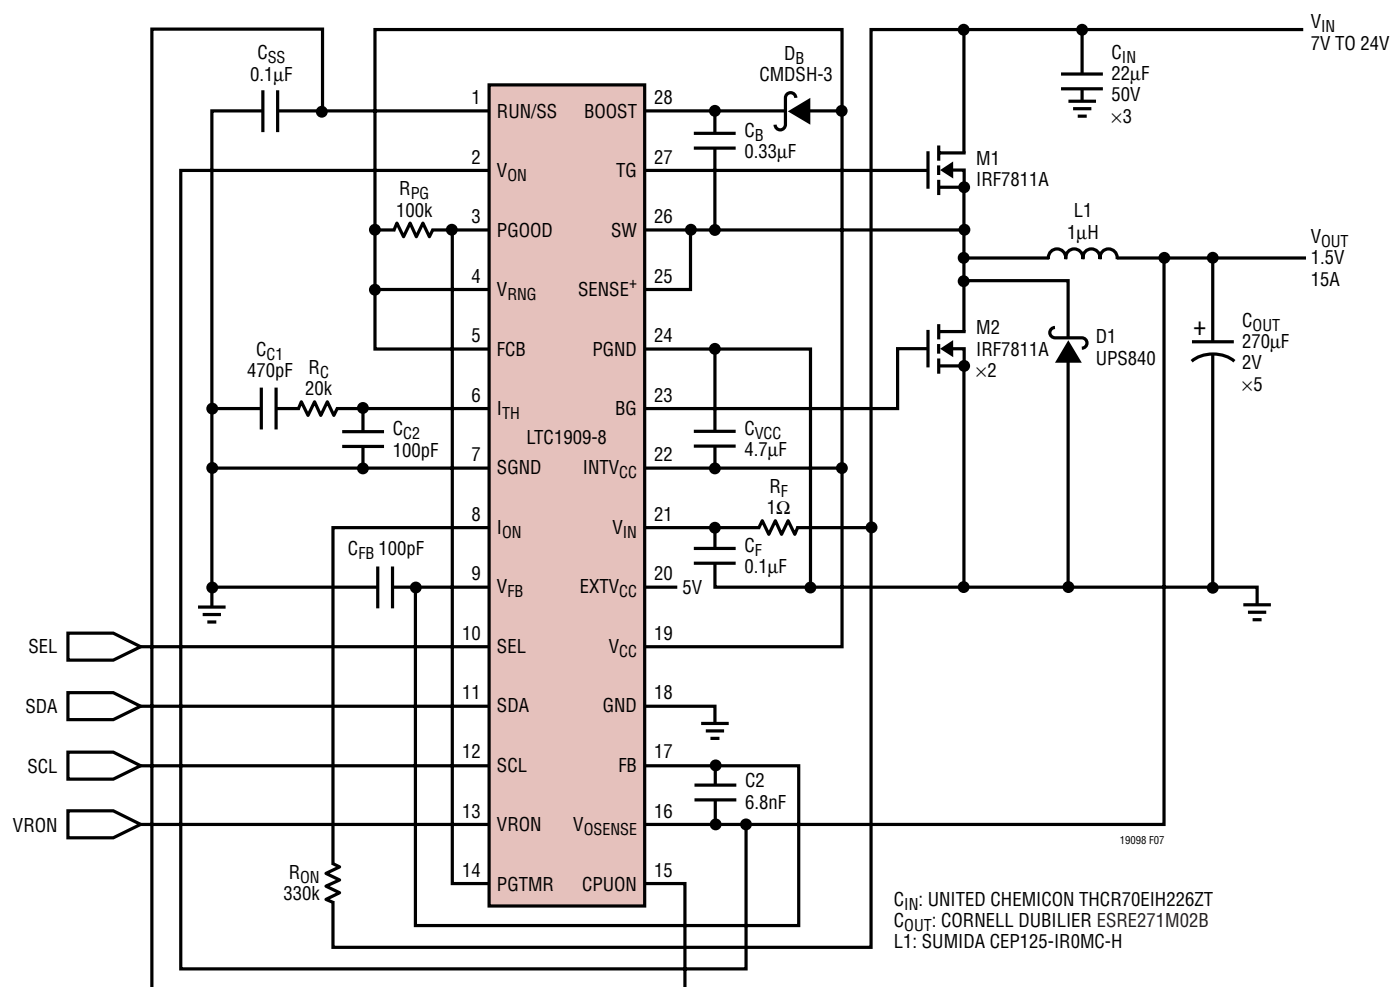 VIN
7V TO 24V
CIN
22µF
50V
×3
CSS
0.1µF
DB
CMDSH-3
1
RUN/SS
BOOST
28
CB
0.33µF
2
VON
TG
27
M1
IRF7811A
RPG
100k
3
PGOOD
SW
26
L1
1µH
VOUT
1.5V
15A
4
VRNG
SENSE+
25
5
FCB
PGND
24
M2
IRF7811A
×2
D1
UPS840
+
COUT
270µF
2V
×5
CC1
470pF
RC
20k
6
ITH
BG
23
LTC1909-8
CC2
100pF
CVCC
4.7µF
7
SGND
INTVCC
22
RF
1Ω
8
ION
VIN
21
CF
0.1µF
CFB 100pF
9
VFB
EXTVCC
20
5V
SEL
10
SEL
VCC
19
SDA
11
SDA
GND
18
SCL
12
SCL
FB
17
C2
6.8nF
VRON
13
VRON
VOSENSE
16
19098 F07
RON
330k
14
PGTMR
CPUON
15
CIN: UNITED CHEMICON THCR70EIH226ZT
COUT: CORNELL DUBILIER ESRE271M02B
L1: SUMIDA CEP125-IR0MC-H